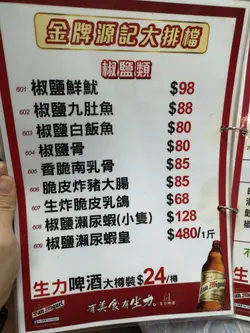 金牌源記大排檔
椒鹽類
601 椒鹽鮮魷 $98
602 椒鹽九肚魚 $88
603 椒鹽白飯魚 $80
604 椒鹽骨 $80
605 香脆南乳骨 $85
606 脆皮炸豬大腸 $85
607 生炸脆皮乳鴿 $68
608 椒鹽瀨尿蝦(小隻) $128
609 椒鹽瀨尿蝦皇 $480/1斤
生力啤酒 大樽裝 $24/樽
有美食有生力